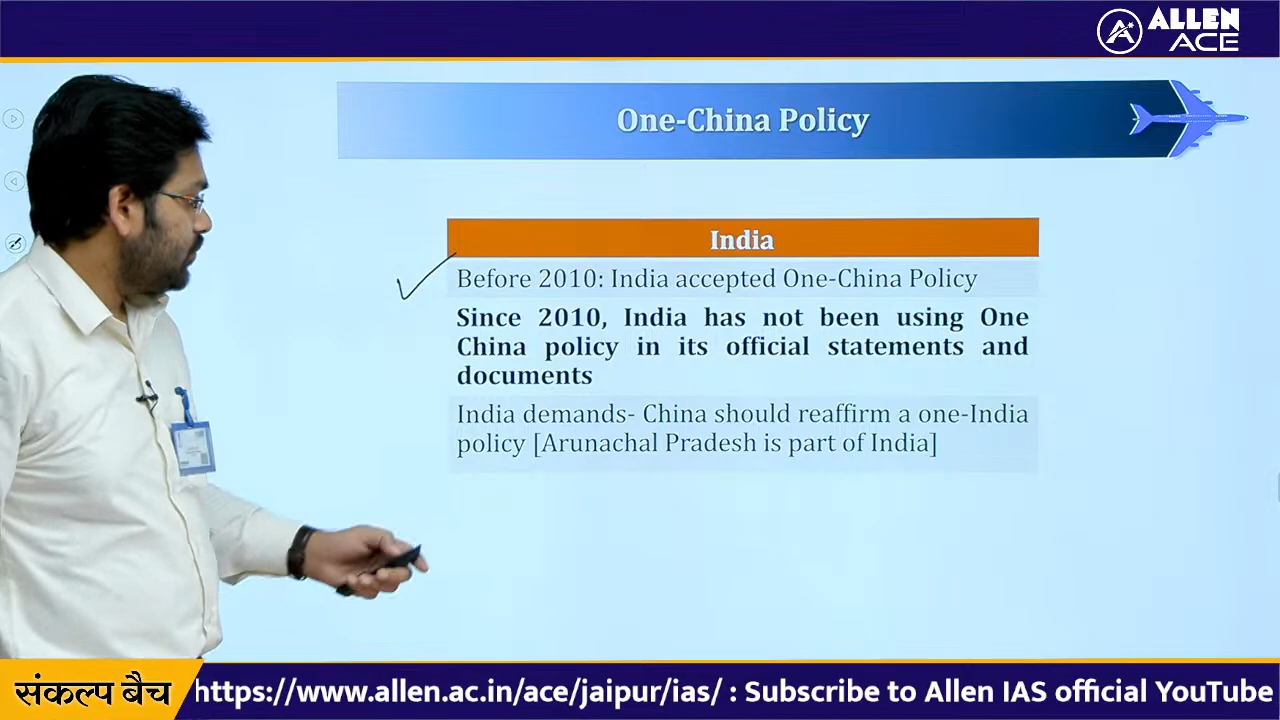 ALLEN
ACE
One-China Policy
India
Before 2010: India accepted One-China Policy
Since 2010, India has not been using One
China policy in its official statements and
documents
India demands- China should reaffirm a one-India
policy [Arunachal Pradesh is part of India]
संकल्प बैच
https://www.allen.ac.in/ace/jaipur/ias/ : Subscribe to Allen IAS official YouTube